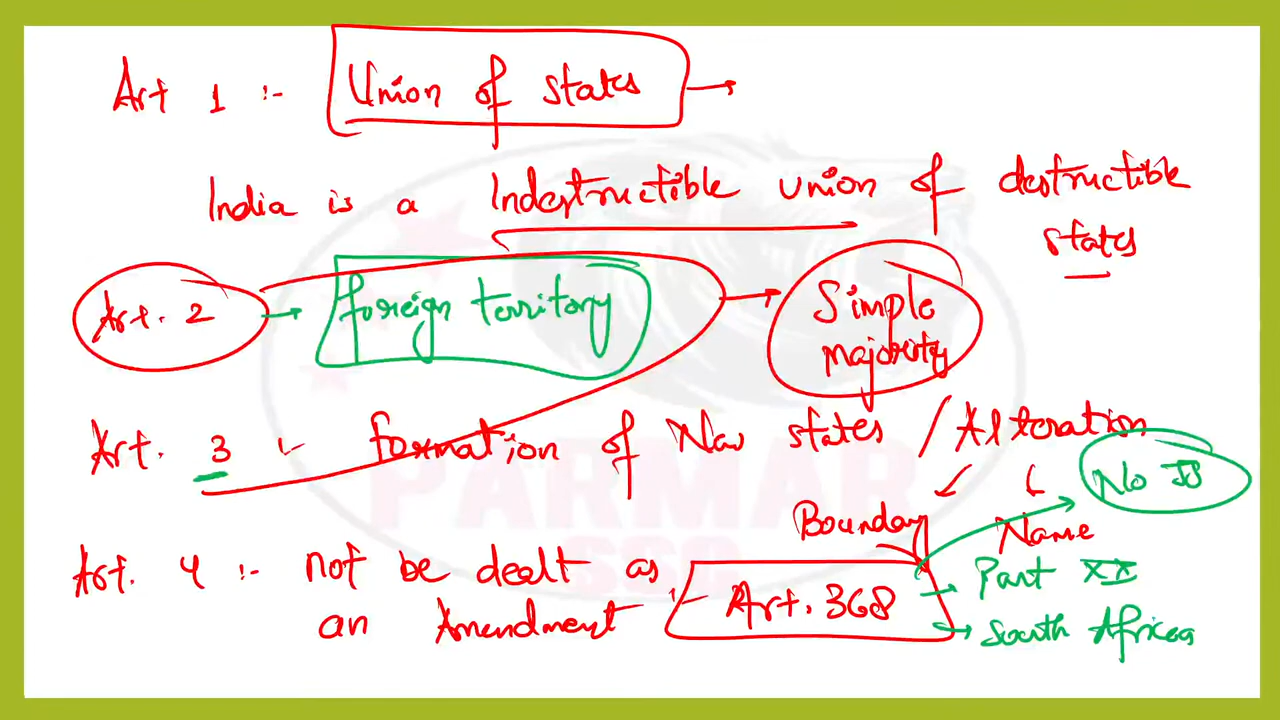 Art 1 :- Union of states →
India is a Indestructible union of destructible
states
Art. 2 → foreign territory → Simple
majority
Art. 3 :- formation of New states / Alteration
No JS
Boundary Name
Art. 4 :- not be dealt as
an Amendment :- Art. 368
→ Part XX
→ South Africa
PARMAR
SSC